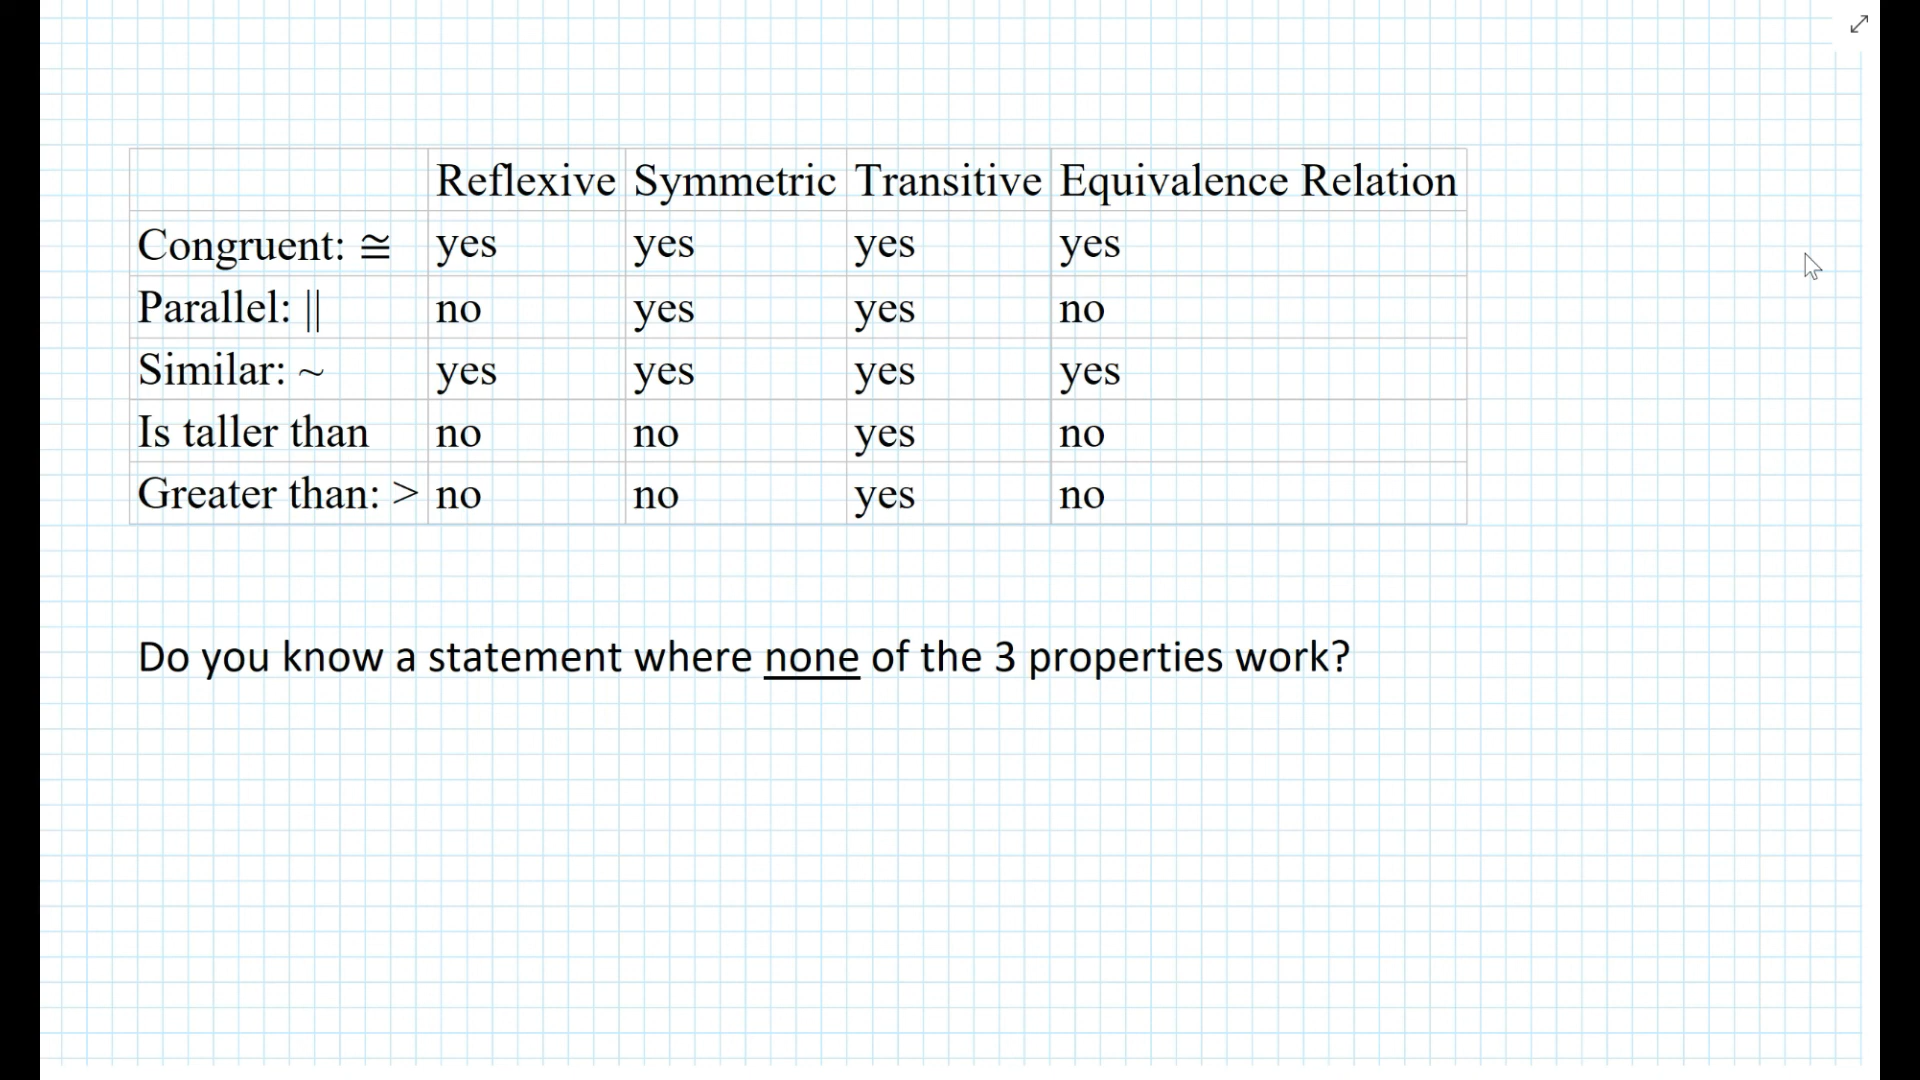 Reflexive Symmetric Transitive Equivalence Relation
Congruent: ≅ yes yes yes yes
Parallel: || no yes yes no
Similar: ~ yes yes yes yes
Is taller than no no yes no
Greater than: > no no yes no
Do you know a statement where none of the 3 properties work?